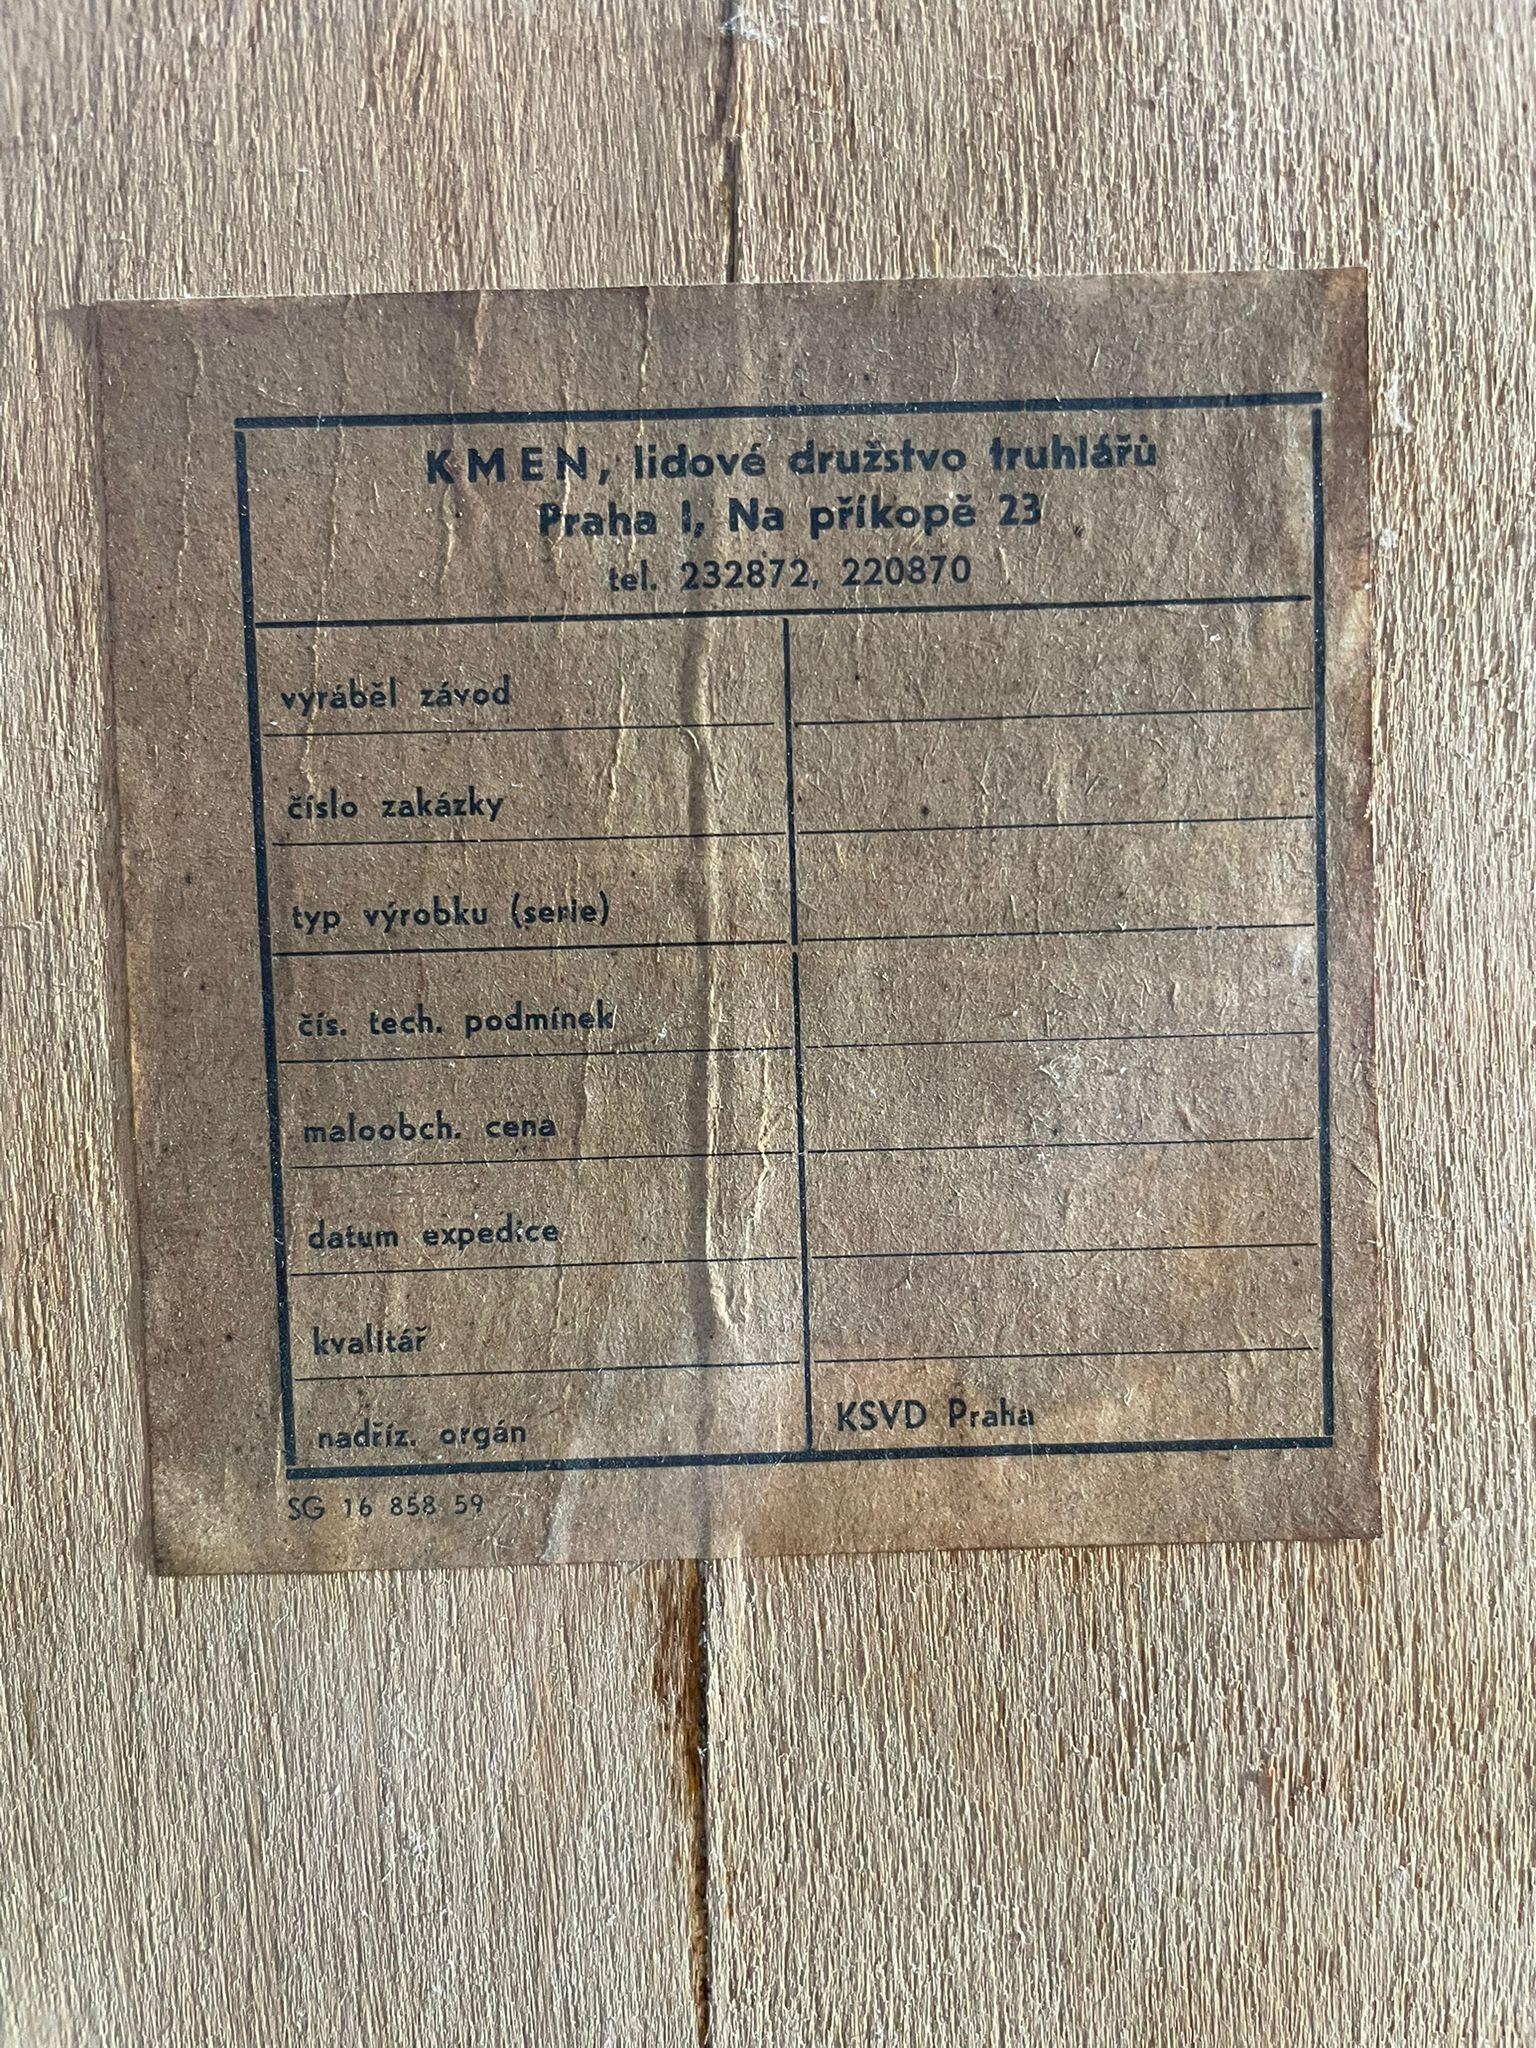 KMEN, lidové družstvo truhlářů
Praha I, Na příkopě 23
tel. 232872, 220870
vyráběl závod
číslo zakázky
typ výrobku (serie)
čís. tech. podmínek
maloobch. cena
datum expedice
kvalitář
nadříz. orgán KSVD Praha
SG 16 858 59